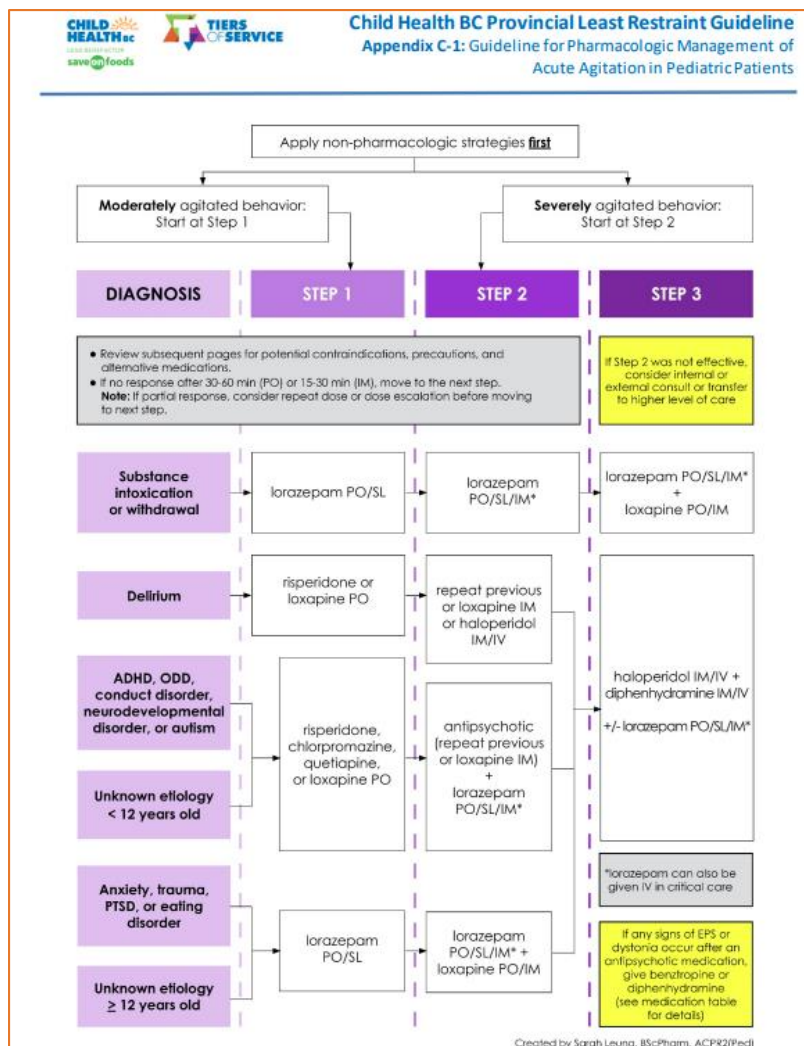 CHILD
HEALTH BC
LEAD BENEFACTOR
save on foods
TIERS
OF SERVICE
Child Health BC Provincial Least Restraint Guideline
Appendix C-1: Guideline for Pharmacologic Management of
Acute Agitation in Pediatric Patients
Apply non-pharmacologic strategies first
Moderately agitated behavior:
Start at Step 1
Severely agitated behavior:
Start at Step 2
DIAGNOSIS
STEP 1
STEP 2
STEP 3
● Review subsequent pages for potential contraindications, precautions, and
alternative medications.
● If no response after 30-60 min (PO) or 15-30 min (IM), move to the next step.
Note: If partial response, consider repeat dose or dose escalation before moving
to next step.
If Step 2 was not effective,
consider internal or
external consult or transfer
to higher level of care
Substance
intoxication
or withdrawal
lorazepam PO/SL
lorazepam
PO/SL/IM*
lorazepam PO/SL/IM*
+
loxapine PO/IM
Delirium
risperidone or
loxapine PO
repeat previous
or loxapine IM
or haloperidol
IM/IV
ADHD, ODD,
conduct disorder,
neurodevelopmental
disorder, or autism
Unknown etiology
< 12 years old
risperidone,
chlorpromazine,
quetiapine,
or loxapine PO
antipsychotic
(repeat previous
or loxapine IM)
+
lorazepam
PO/SL/IM*
haloperidol IM/IV +
diphenhydramine IM/IV
+/- lorazepam PO/SL/IM*
*lorazepam can also be
given IV in critical care
Anxiety, trauma,
PTSD, or eating
disorder
Unknown etiology
≥ 12 years old
lorazepam
PO/SL
lorazepam
PO/SL/IM* +
loxapine PO/IM
If any signs of EPS or
dystonia occur after an
antipsychotic medication,
give benztropine or
diphenhydramine
(see medication table
for details)
Created by Sarah Leung, BScPharm, ACPR2(Ped)